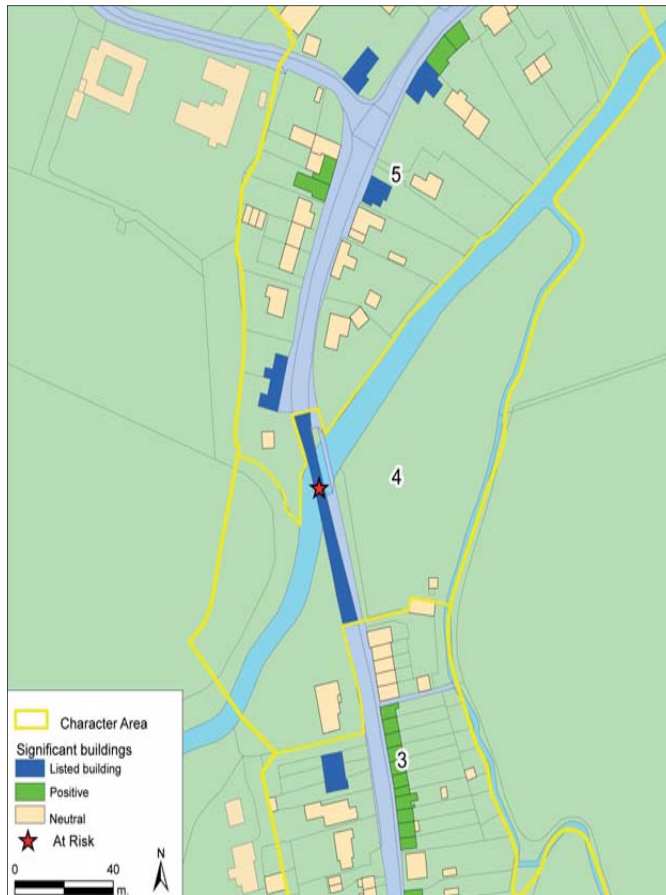 5
4
3
Character Area
Significant buildings
Listed building
Positive
Neutral
At Risk
0 40
m.
N